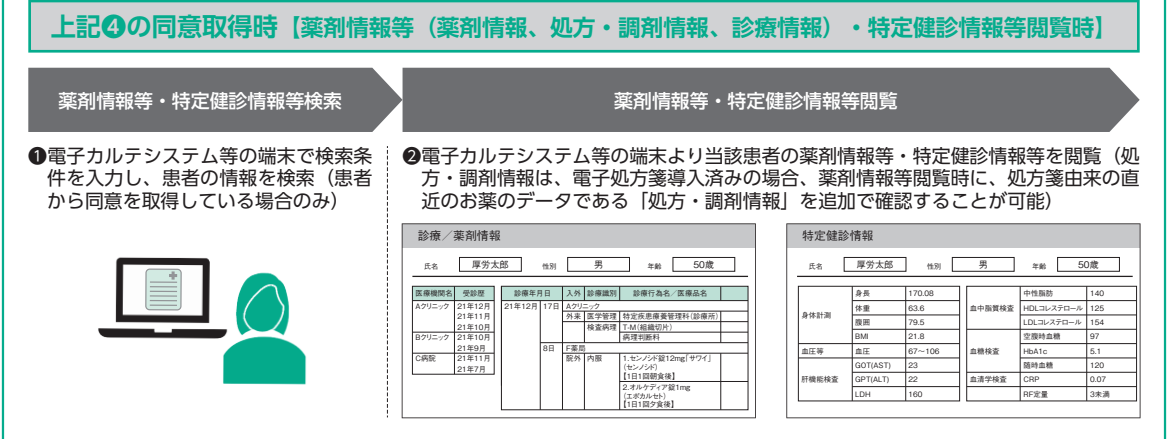 上記❹の同意取得時【薬剤情報等（薬剤情報、処方・調剤情報、診療情報）・特定健診情報等閲覧時】
薬剤情報等・特定健診情報等検索
薬剤情報等・特定健診情報等閲覧
❶電子カルテシステム等の端末で検索条
件を入力し、患者の情報を検索（患者
から同意を取得している場合のみ）
❷電子カルテシステム等の端末より当該患者の薬剤情報等・特定健診情報等を閲覧（処
方・調剤情報は、電子処方箋導入済みの場合、薬剤情報等閲覧時に、処方箋由来の直
近のお薬のデータである「処方・調剤情報」を追加で確認することが可能）
診療／薬剤情報
氏名 厚労太郎 性別 男 年齢 50歳
医療機関名 受診歴
Aクリニック 21年12月
21年11月
21年10月
Bクリニック 21年10月
21年9月
C病院 21年11月
21年7月
診療年月日 入外 診療識別 診療行為名／医薬品名
21年12月 17日 Aクリニック
外来 医学管理 特定疾患療養管理料(診療所)
検査病理 T-M(組織切片)
病理判断料
8日 F薬局
院外 内服 1.センノシド錠12mg「サワイ」
(センノシド)
【1日1回朝食後】
2.オルケディア錠1mg
(エボカルセト)
【1日1回夕食後】
特定健診情報
氏名 厚労太郎 性別 男 年齢 50歳
身体計測 身長 170.08
体重 63.6
腹囲 79.5
BMI 21.8
血圧等 血圧 67～106
肝機能検査 GOT(AST) 23
GPT(ALT) 22
LDH 160
血中脂質検査 中性脂肪 140
HDLコレステロール 125
LDLコレステロール 154
血糖検査 空腹時血糖 97
HbA1c 5.1
随時血糖 120
血清学検査 CRP 0.07
RF定量 3未満